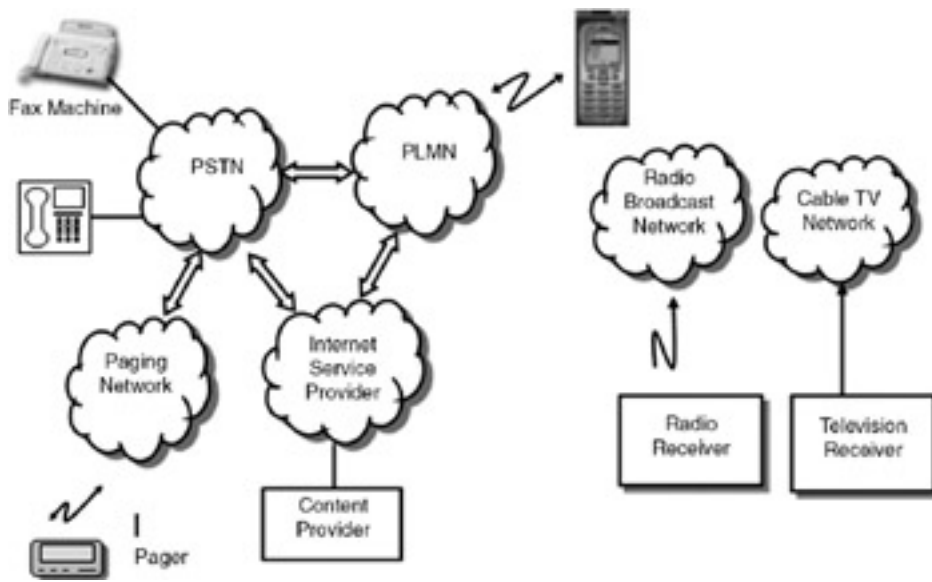 Fax Machine
PSTN
PLMN
Radio
Broadcast
Network
Cable TV
Network
Paging
Network
Internet
Service
Provider
Radio
Receiver
Television
Receiver
Content
Provider
Pager